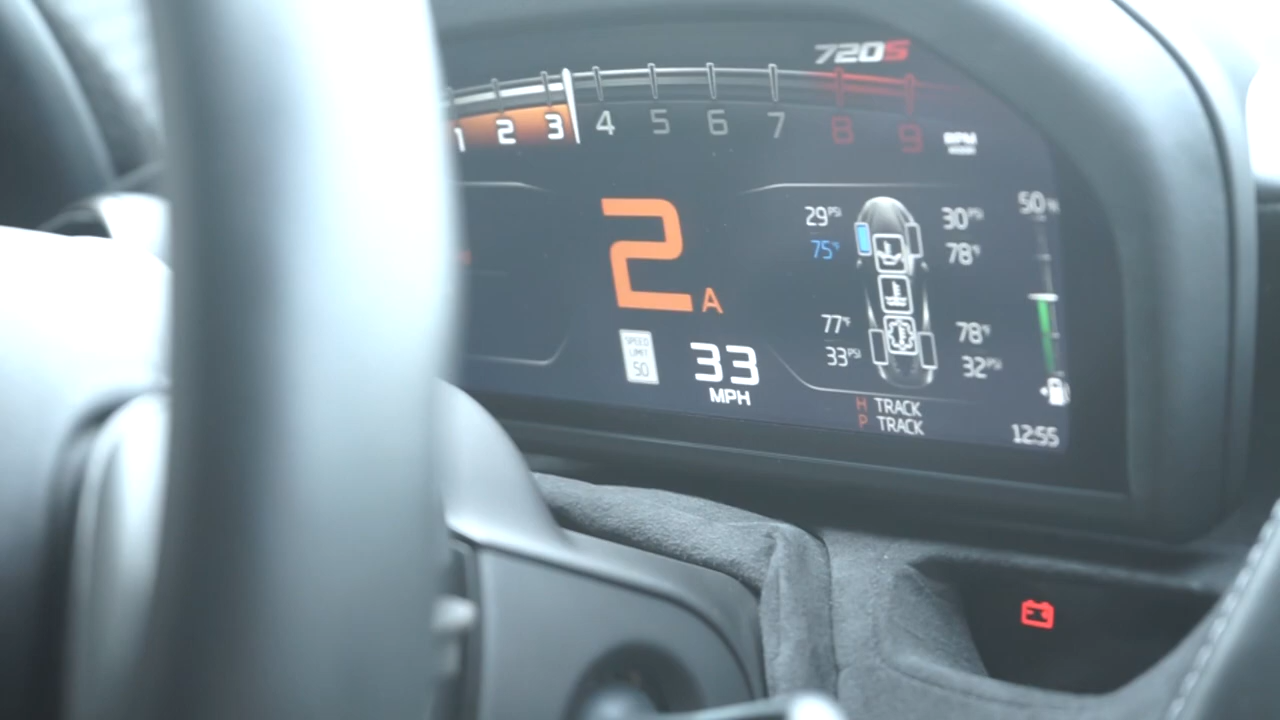 720S
1 2 3 4 5 6 7 8 9 RPM
29PSI 30PSI 50
75°F 78°F
2 A
77°F 78°F
33PSI 32PSI
SPEED
LIMIT
50
33
MPH
H TRACK
P TRACK
12:55